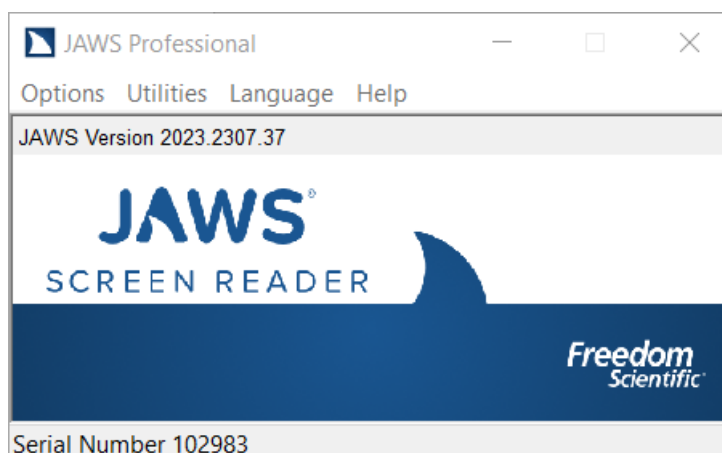 JAWS Professional
Options Utilities Language Help
JAWS Version 2023.2307.37
JAWS®
SCREEN READER
Freedom
Scientific
Serial Number 102983